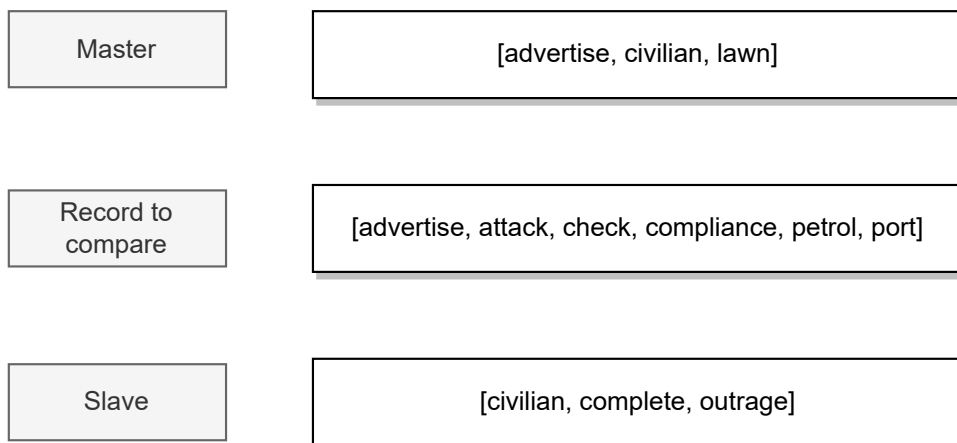 Master
[advertise, civilian, lawn]
Record to
compare
[advertise, attack, check, compliance, petrol, port]
Slave
[civilian, complete, outrage]